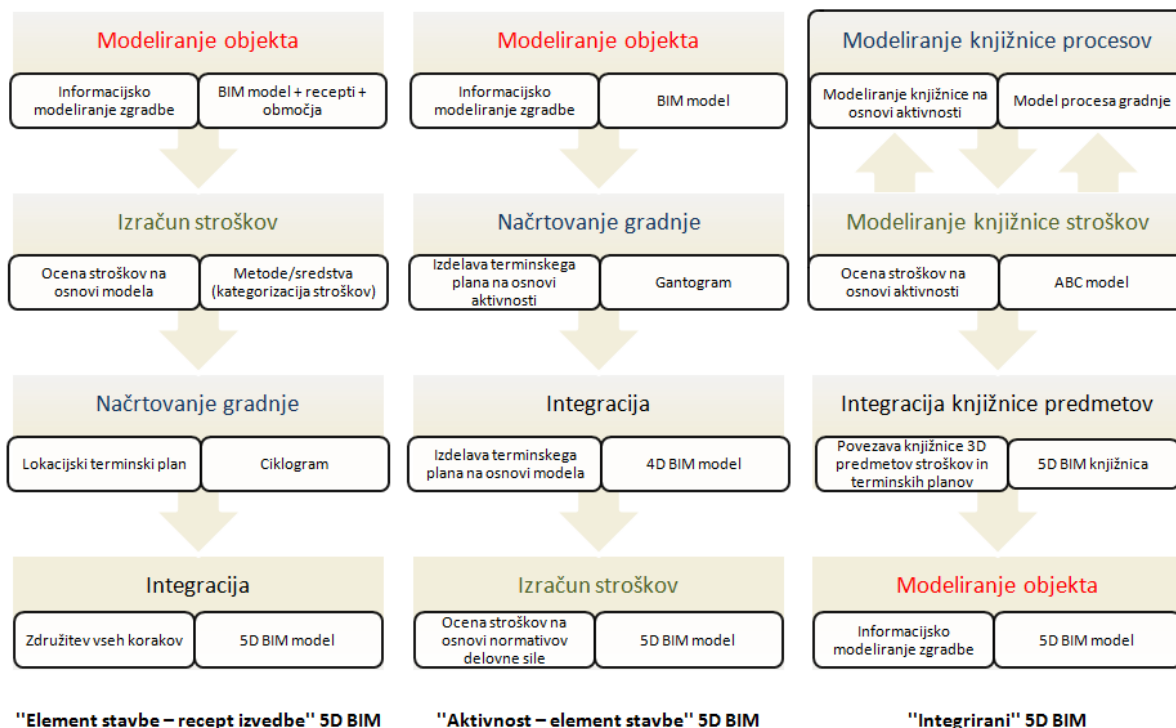 Modeliranje objekta
Informacijsko
modeliranje zgradbe
BIM model + recepti +
območja
Izračun stroškov
Ocena stroškov na
osnovi modela
Metode/sredstva
(kategorizacija stroškov)
Načrtovanje gradnje
Lokacijski terminski plan
Ciklogram
Integracija
Združitev vseh korakov
5D BIM model
"Element stavbe – recept izvedbe" 5D BIM
Modeliranje objekta
Informacijsko
modeliranje zgradbe
BIM model
Načrtovanje gradnje
Izdelava terminskega
plana na osnovi
aktivnosti
Gantogram
Integracija
Izdelava terminskega
plana na osnovi modela
4D BIM model
Izračun stroškov
Ocena stroškov na
osnovi normativov
delovne sile
5D BIM model
"Aktivnost – element stavbe" 5D BIM
Modeliranje knjižnice procesov
Modeliranje knjižnice na
osnovi aktivnosti
Model procesa gradnje
Modeliranje knjižnice stroškov
Ocena stroškov na
osnovi aktivnosti
ABC model
Integracija knjižnice predmetov
Povezava knjižnice 3D
predmetov stroškov in
terminskih planov
5D BIM knjižnica
Modeliranje objekta
Informacijsko
modeliranje zgradbe
5D BIM model
"Integrirani" 5D BIM